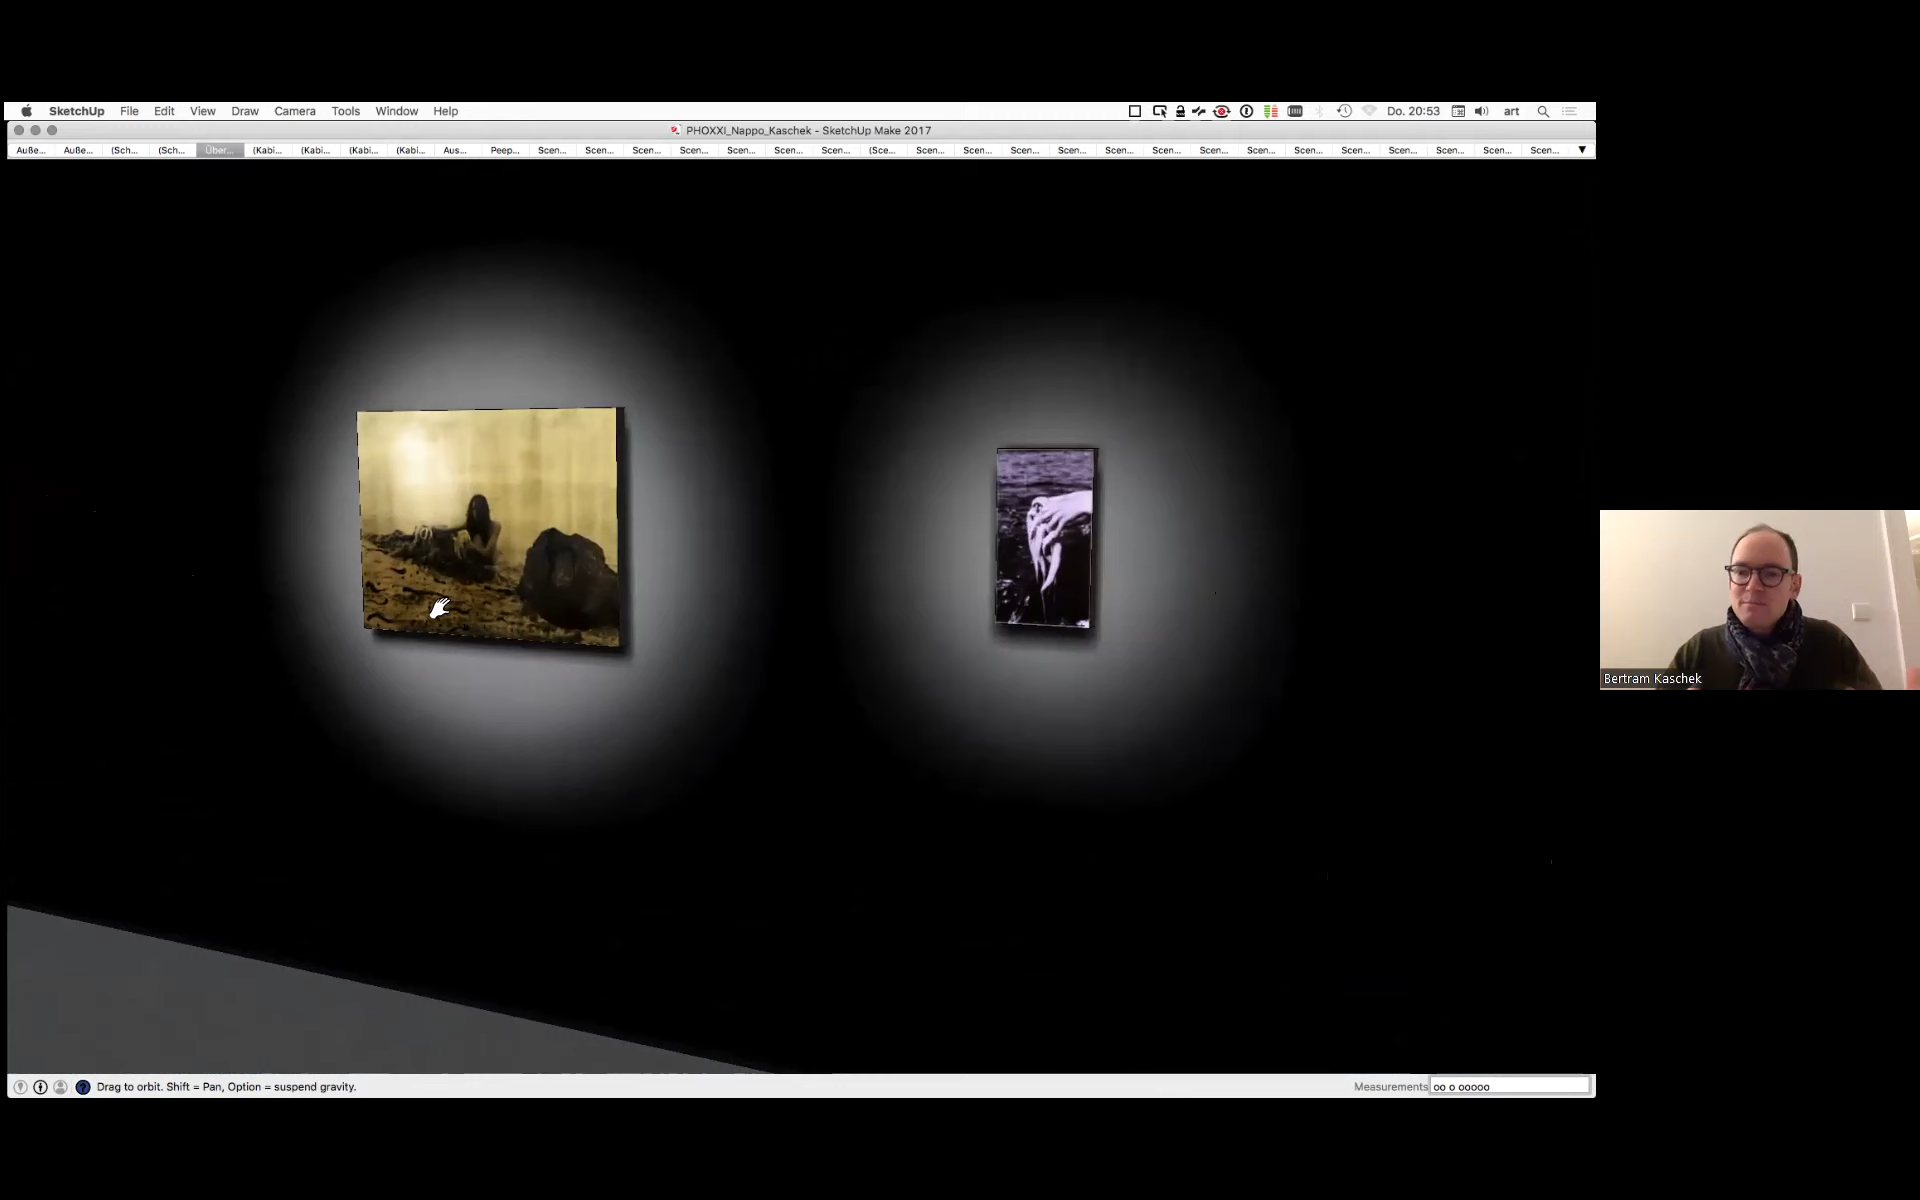 SketchUp File Edit View Draw Camera Tools Window Help Do. 20:53 art
PHOXXI_Nappo_Kaschek - SketchUp Make 2017
Auße... Auße... (Sch... (Sch... Über... (Kabi... (Kabi... (Kabi... (Kabi... Aus... Peep... Scen... Scen... Scen... Scen... Scen... Scen... Scen... (Sce... Scen... Scen... Scen... Scen... Scen... Scen... Scen... Scen... Scen... Scen... Scen... Scen... Scen...
Bertram Kaschek
Drag to orbit. Shift = Pan, Option = suspend gravity. Measurements oo o ooooo